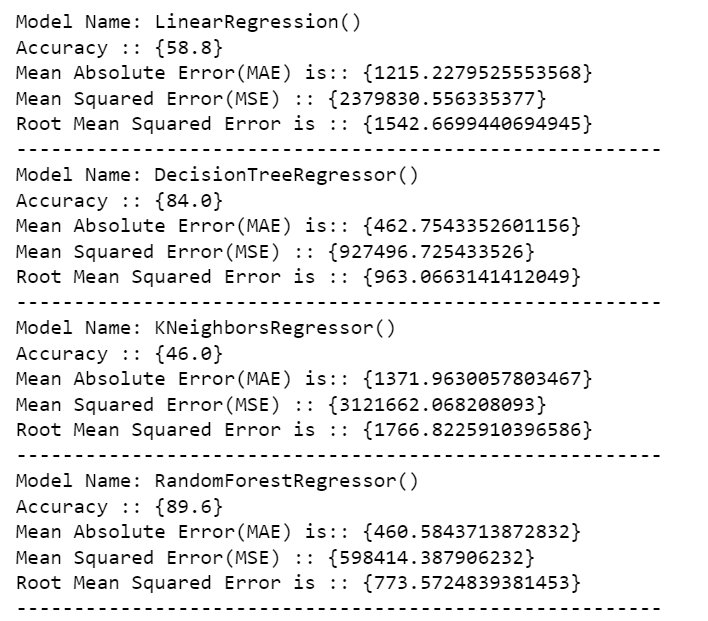 Model Name: LinearRegression()
Accuracy :: {58.8}
Mean Absolute Error(MAE) is:: {1215.2279525553568}
Mean Squared Error(MSE) :: {2379830.556335377}
Root Mean Squared Error is :: {1542.6699440694945}
--------------------------------------------------------
Model Name: DecisionTreeRegressor()
Accuracy :: {84.0}
Mean Absolute Error(MAE) is:: {462.7543352601156}
Mean Squared Error(MSE) :: {927496.725433526}
Root Mean Squared Error is :: {963.0663141412049}
--------------------------------------------------------
Model Name: KNeighborsRegressor()
Accuracy :: {46.0}
Mean Absolute Error(MAE) is:: {1371.9630057803467}
Mean Squared Error(MSE) :: {3121662.068208093}
Root Mean Squared Error is :: {1766.8225910396586}
--------------------------------------------------------
Model Name: RandomForestRegressor()
Accuracy :: {89.6}
Mean Absolute Error(MAE) is:: {460.5843713872832}
Mean Squared Error(MSE) :: {598414.387906232}
Root Mean Squared Error is :: {773.5724839381453}
--------------------------------------------------------